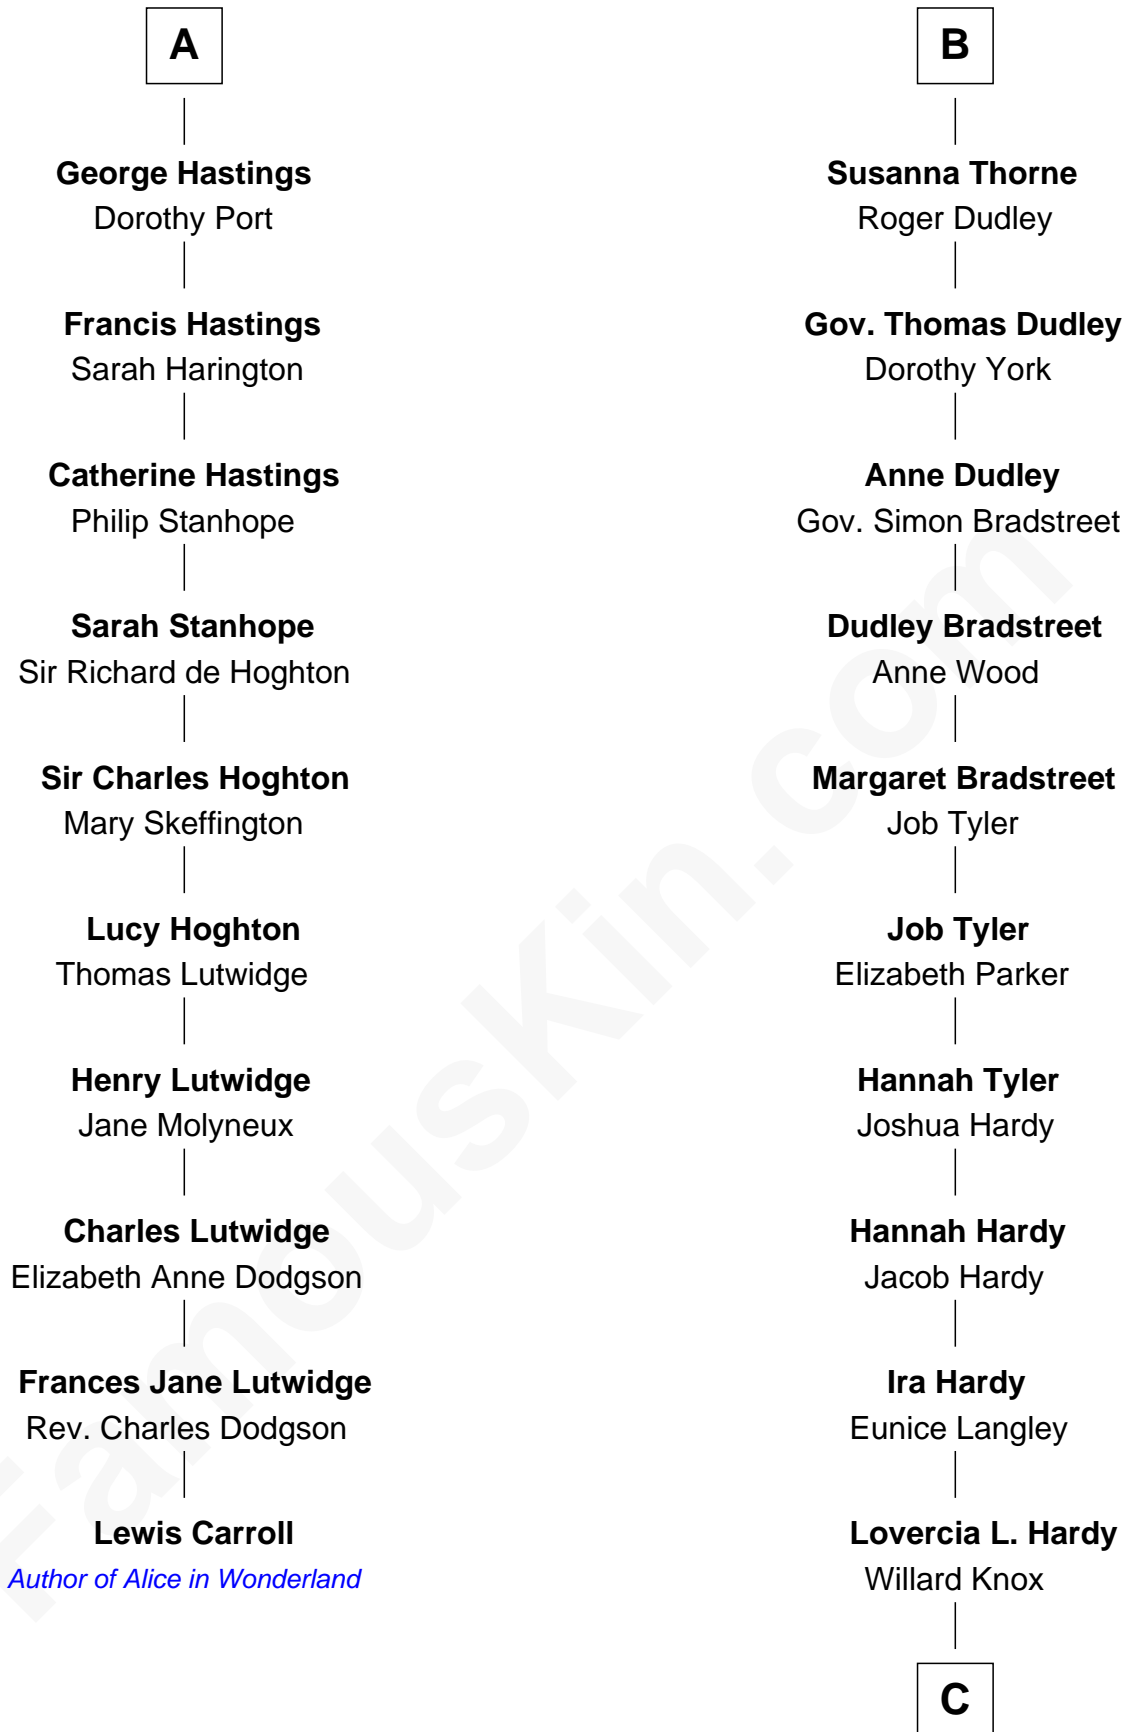 A
George Hastings
Dorothy Port
Francis Hastings
Sarah Harington
Catherine Hastings
Philip Stanhope
Sarah Stanhope
Sir Richard de Hoghton
Sir Charles Hoghton
Mary Skeffington
Lucy Hoghton
Thomas Lutwidge
Henry Lutwidge
Jane Molyneux
Charles Lutwidge
Elizabeth Anne Dodgson
Frances Jane Lutwidge
Rev. Charles Dodgson
Lewis Carroll
Author of Alice in Wonderland
B
Susanna Thorne
Roger Dudley
Gov. Thomas Dudley
Dorothy York
Anne Dudley
Gov. Simon Bradstreet
Dudley Bradstreet
Anne Wood
Margaret Bradstreet
Job Tyler
Job Tyler
Elizabeth Parker
Hannah Tyler
Joshua Hardy
Hannah Hardy
Jacob Hardy
Ira Hardy
Eunice Langley
Lovercia L. Hardy
Willard Knox
C
FamousKin.com